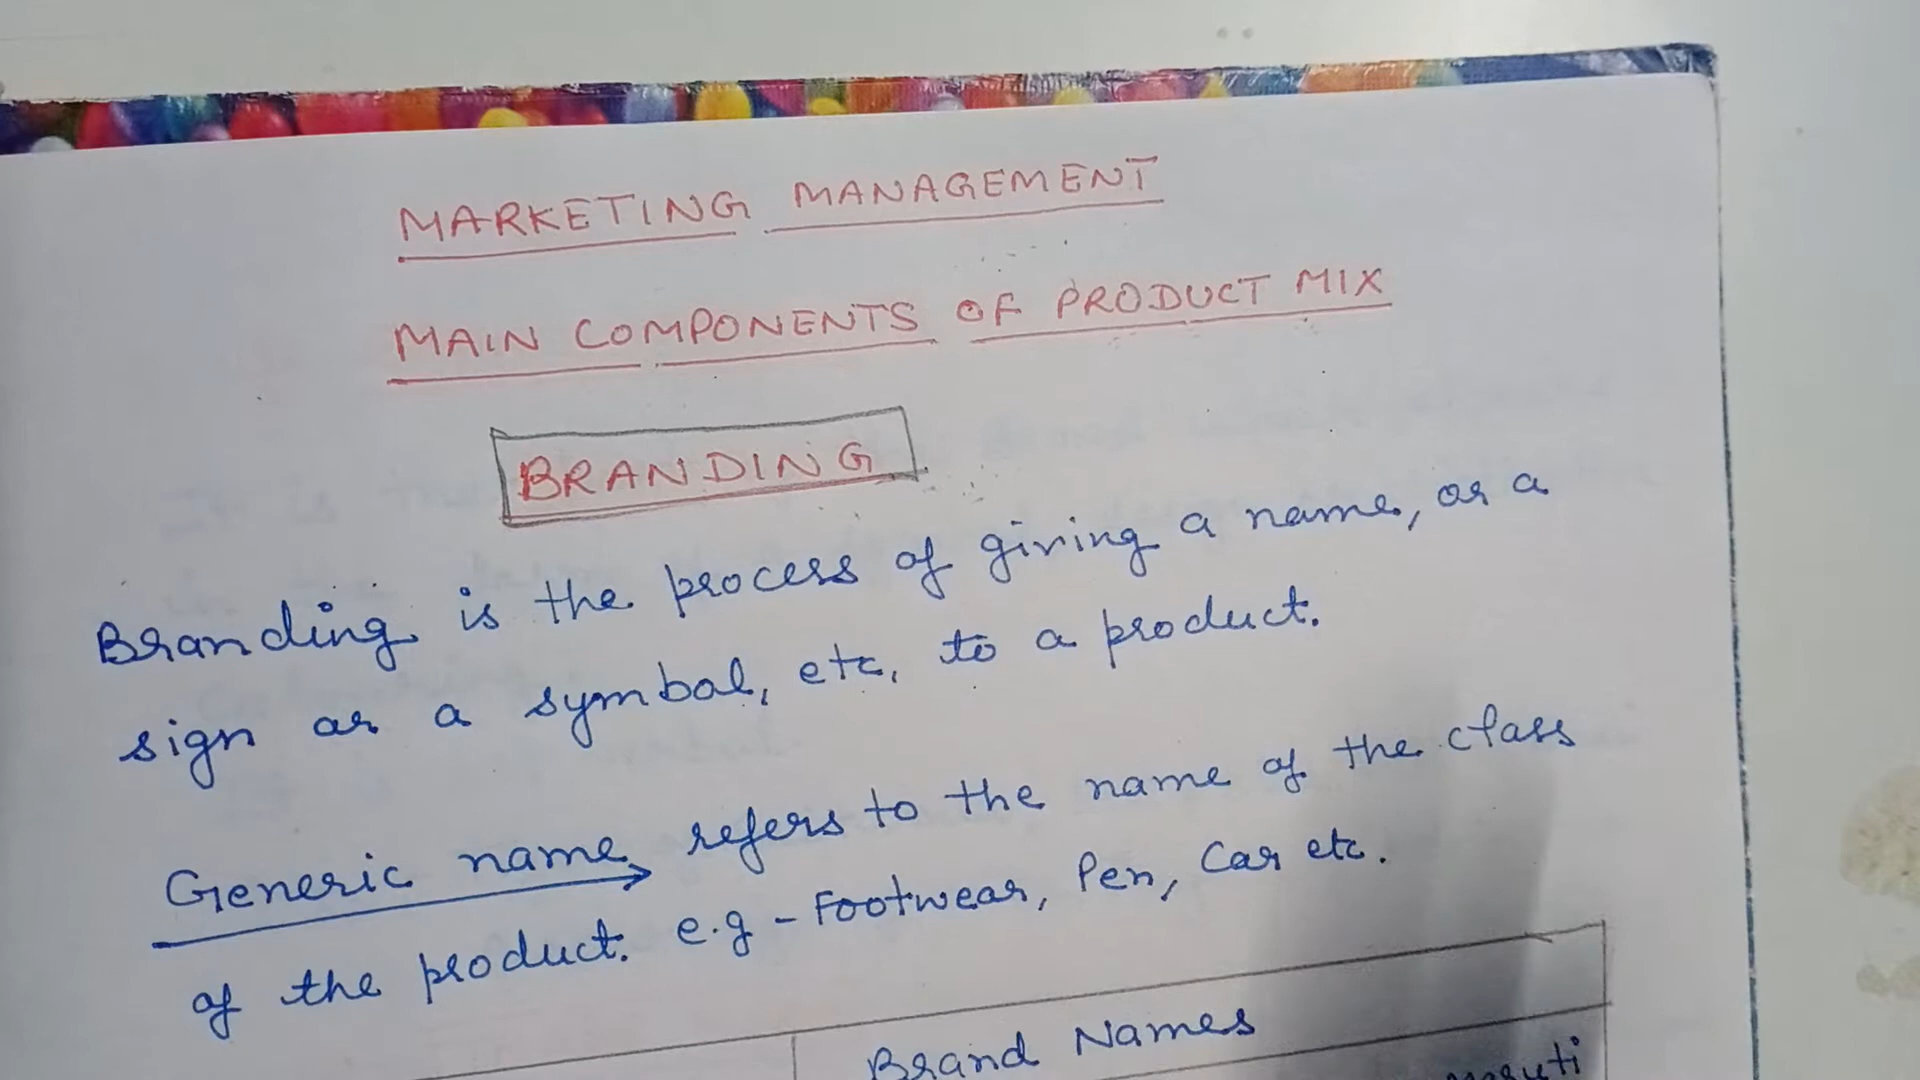 MARKETING MANAGEMENT
MAIN COMPONENTS OF PRODUCT MIX
BRANDING
Branding is the process of giving a name, or a
sign or a symbol, etc, to a product.
Generic name refers to the name of the class
of the product. e.g - Footwear, Pen, Car etc.
Brand Names
Maruti